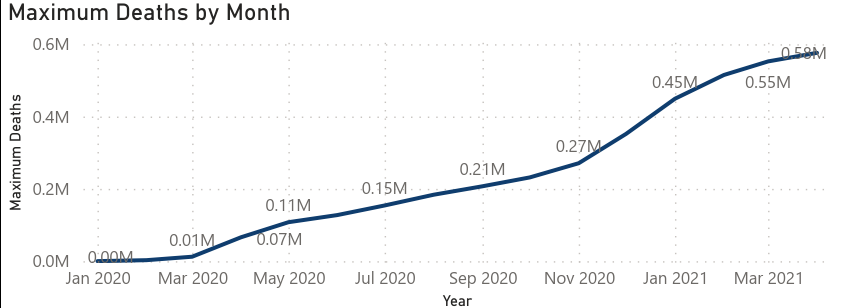 Maximum Deaths by Month
0.6M
0.58M
0.45M
0.55M
0.4M
0.27M
0.21M
0.2M
0.15M
0.11M
0.07M
0.01M
0.00M
0.0M
Maximum Deaths
Jan 2020 Mar 2020 May 2020 Jul 2020 Sep 2020 Nov 2020 Jan 2021 Mar 2021
Year